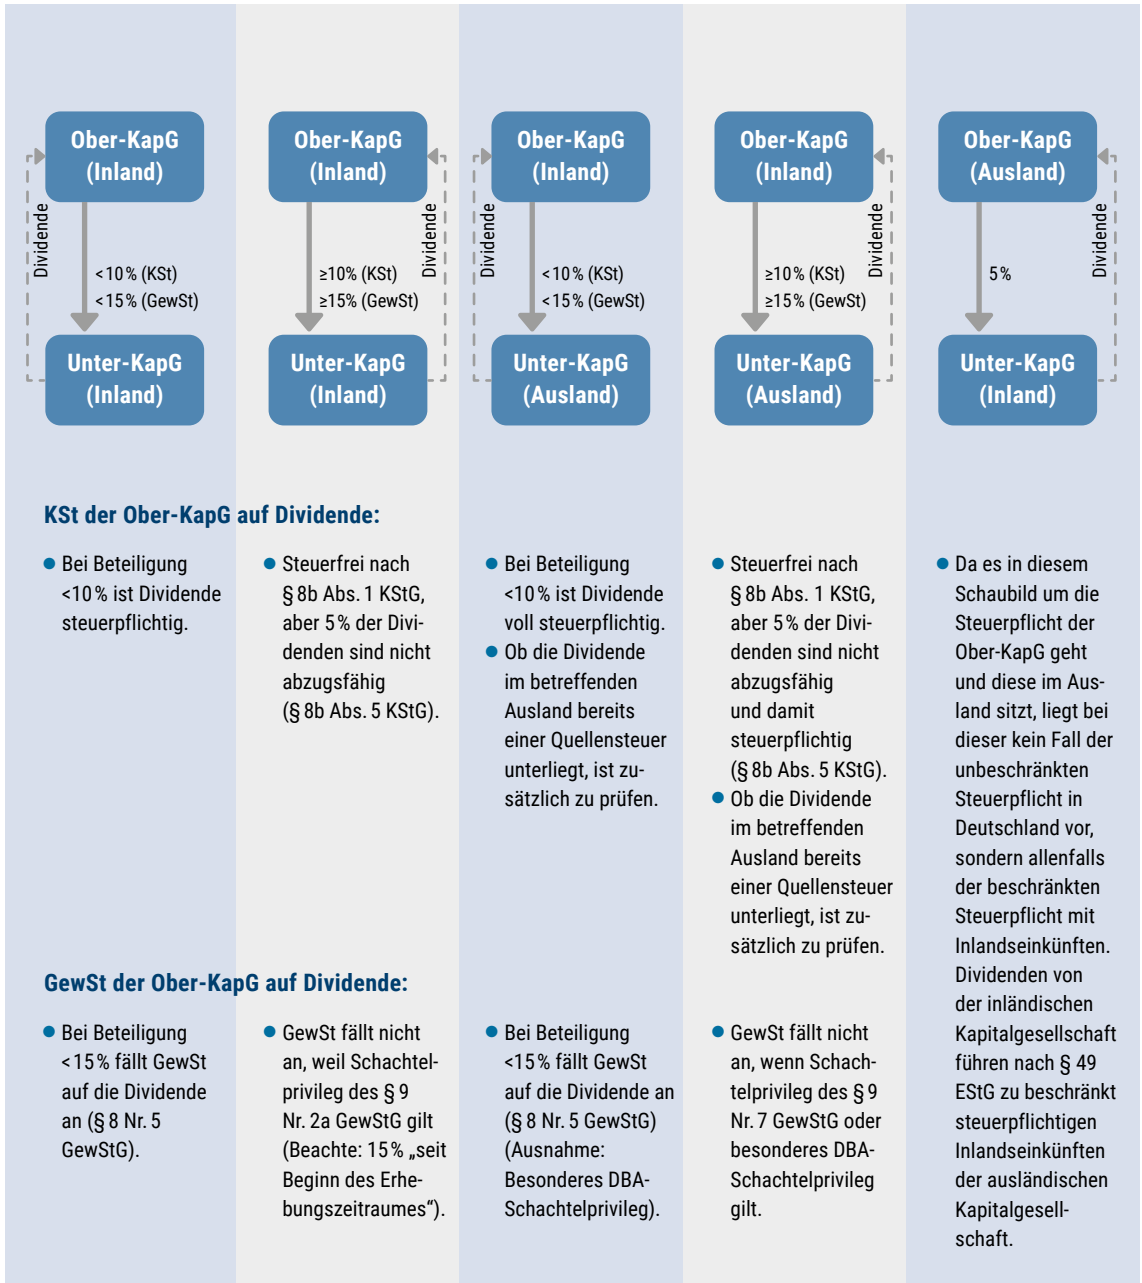 Ober-KapG
(Inland)
Dividende
<10% (KSt)
<15% (GewSt)
Unter-KapG
(Inland)
Ober-KapG
(Inland)
Dividende
≥10% (KSt)
≥15% (GewSt)
Unter-KapG
(Inland)
Ober-KapG
(Inland)
Dividende
<10% (KSt)
<15% (GewSt)
Unter-KapG
(Ausland)
Ober-KapG
(Inland)
Dividende
≥10% (KSt)
≥15% (GewSt)
Unter-KapG
(Ausland)
Ober-KapG
(Ausland)
Dividende
5%
Unter-KapG
(Inland)
KSt der Ober-KapG auf Dividende:
• Bei Beteiligung
<10% ist Dividende
steuerpflichtig.
• Steuerfrei nach
§ 8b Abs. 1 KStG,
aber 5% der Divi-
denden sind nicht
abzugsfähig
(§ 8b Abs. 5 KStG).
• Bei Beteiligung
<10% ist Dividende
voll steuerpflichtig.
• Ob die Dividende
im betreffenden
Ausland bereits
einer Quellensteuer
unterliegt, ist zu-
sätzlich zu prüfen.
• Steuerfrei nach
§ 8b Abs. 1 KStG,
aber 5% der Divi-
denden sind nicht
abzugsfähig
und damit
steuerpflichtig
(§ 8b Abs. 5 KStG).
• Ob die Dividende
im betreffenden
Ausland bereits
einer Quellensteuer
unterliegt, ist zu-
sätzlich zu prüfen.
• Da es in diesem
Schaubild um die
Steuerpflicht der
Ober-KapG geht
und diese im Aus-
land sitzt, liegt bei
dieser kein Fall der
unbeschränkten
Steuerpflicht in
Deutschland vor,
sondern allenfalls
der beschränkten
Steuerpflicht mit
Inlandseinkünften.
Dividenden von
der inländischen
Kapitalgesellschaft
führen nach § 49
EStG zu beschränkt
steuerpflichtigen
Inlandseinkünften
der ausländischen
Kapitalgesell-
schaft.
GewSt der Ober-KapG auf Dividende:
• Bei Beteiligung
<15% fällt GewSt
auf die Dividende
an (§ 8 Nr. 5
GewStG).
• GewSt fällt nicht
an, weil Schachtel-
privileg des § 9
Nr. 2a GewStG gilt
(Beachte: 15% „seit
Beginn des Erhe-
bungszeitraumes“).
• Bei Beteiligung
<15% fällt GewSt
auf die Dividende an
(§ 8 Nr. 5 GewStG)
(Ausnahme:
Besonderes DBA-
Schachtelprivileg).
• GewSt fällt nicht
an, wenn Schach-
telprivileg des § 9
Nr. 7 GewStG oder
besonderes DBA-
Schachtelprivileg
gilt.